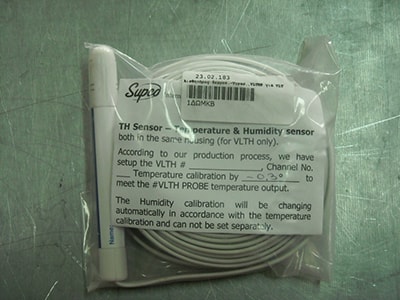 23.02.183
Supco
1ΔΩMKB
TH Sensor – Temperature & Humidity sensor
both in the same housing (for VLTH only).
According to our production process, we have
setup the VLTH # ________, Channel No.
__ Temperature calibration by -0.3° to
meet the #VLTH PROBE temperature output.
The Humidity calibration will be changing
automatically in accordance with the temperature
calibration and can not be set separately.